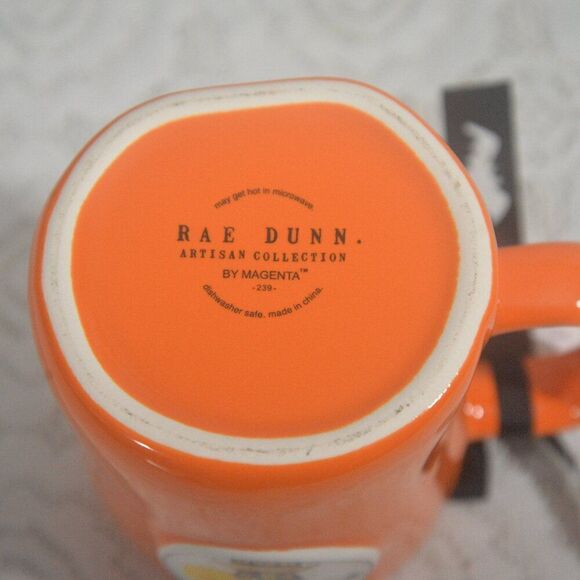 may get hot in microwave.
RAE DUNN.
ARTISAN COLLECTION
BY MAGENTA™
-239-
dishwasher safe. made in china.